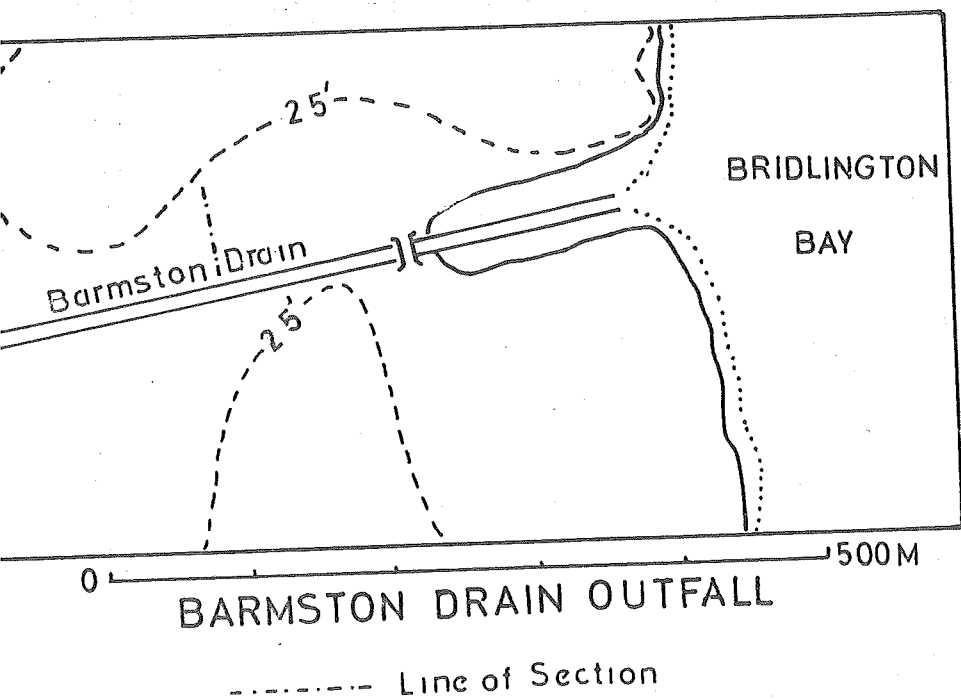 25'
BRIDLINGTON
BAY
Barmston Drain
25'
0 500M
BARMSTON DRAIN OUTFALL
Line of Section